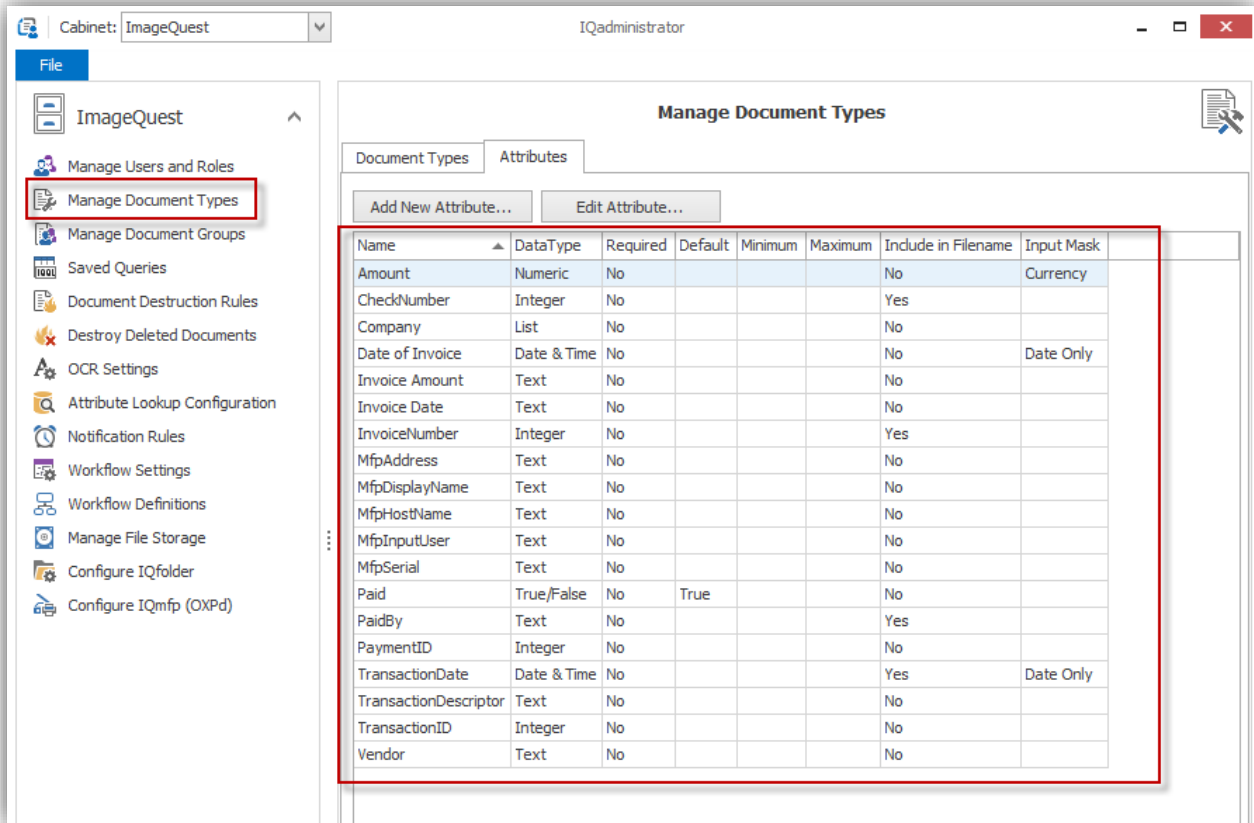 Cabinet: ImageQuest IQadministrator
File
ImageQuest
Manage Users and Roles
Manage Document Types
Manage Document Groups
Saved Queries
Document Destruction Rules
Destroy Deleted Documents
OCR Settings
Attribute Lookup Configuration
Notification Rules
Workflow Settings
Workflow Definitions
Manage File Storage
Configure IQfolder
Configure IQmfp (OXPd)
Manage Document Types
Document Types Attributes
Add New Attribute... Edit Attribute...
Name DataType Required Default Minimum Maximum Include in Filename Input Mask
Amount Numeric No No Currency
CheckNumber Integer No Yes
Company List No No
Date of Invoice Date & Time No No Date Only
Invoice Amount Text No No
Invoice Date Text No No
InvoiceNumber Integer No Yes
MfpAddress Text No No
MfpDisplayName Text No No
MfpHostName Text No No
MfpInputUser Text No No
MfpSerial Text No No
Paid True/False No True No
PaidBy Text No Yes
PaymentID Integer No No
TransactionDate Date & Time No Yes Date Only
TransactionDescriptor Text No No
TransactionID Integer No No
Vendor Text No No